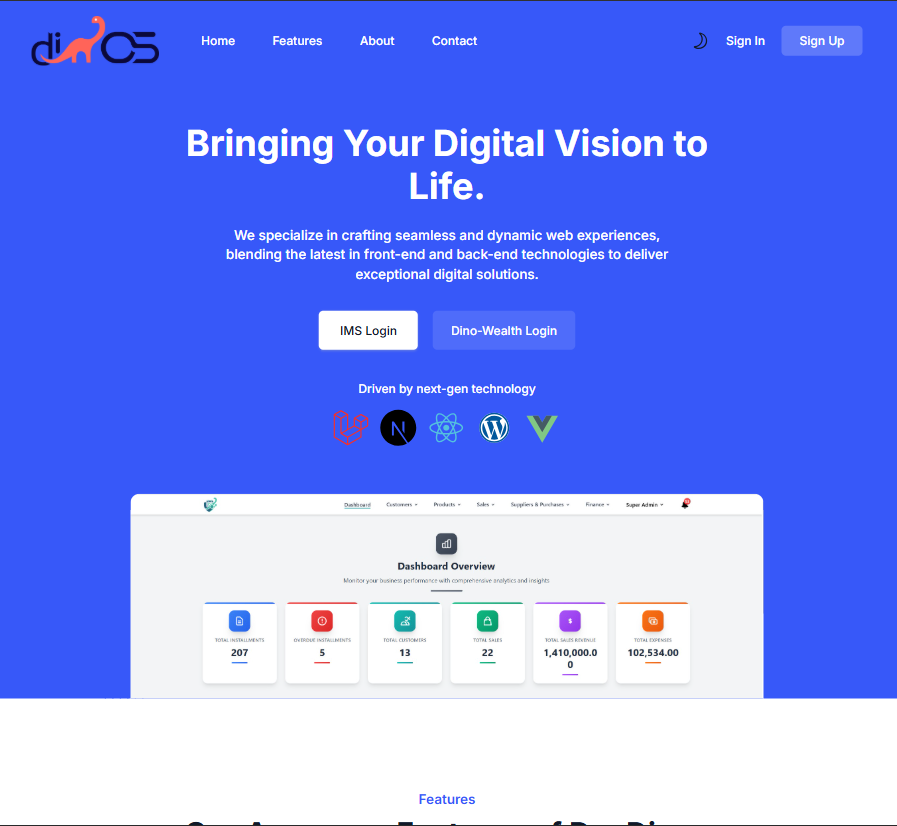 dinOS
Home Features About Contact Sign In Sign Up
Bringing Your Digital Vision to
Life.
We specialize in crafting seamless and dynamic web experiences,
blending the latest in front-end and back-end technologies to deliver
exceptional digital solutions.
IMS Login Dino-Wealth Login
Driven by next-gen technology
Dashboard Customers Products Sales Suppliers & Purchases Finance Super Admin
Dashboard Overview
Monitor your business performance with comprehensive analytics and insights
TOTAL INSTALLMENTS OVERDUE INSTALLMENTS TOTAL CUSTOMERS TOTAL SALES TOTAL SALES REVENUE TOTAL EXPENSES
207 5 13 22 1,410,000.0 102,534.00
0
Features